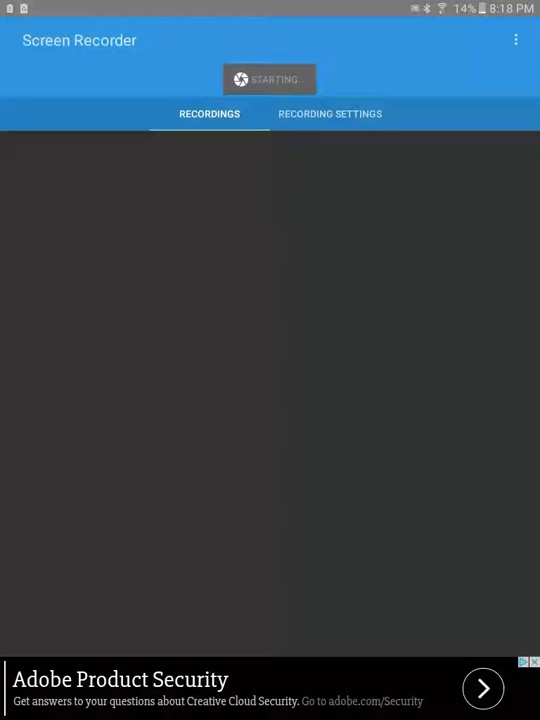 14% 8:18 PM
Screen Recorder
STARTING...
RECORDINGS RECORDING SETTINGS
Adobe Product Security
Get answers to your questions about Creative Cloud Security. Go to adobe.com/Security